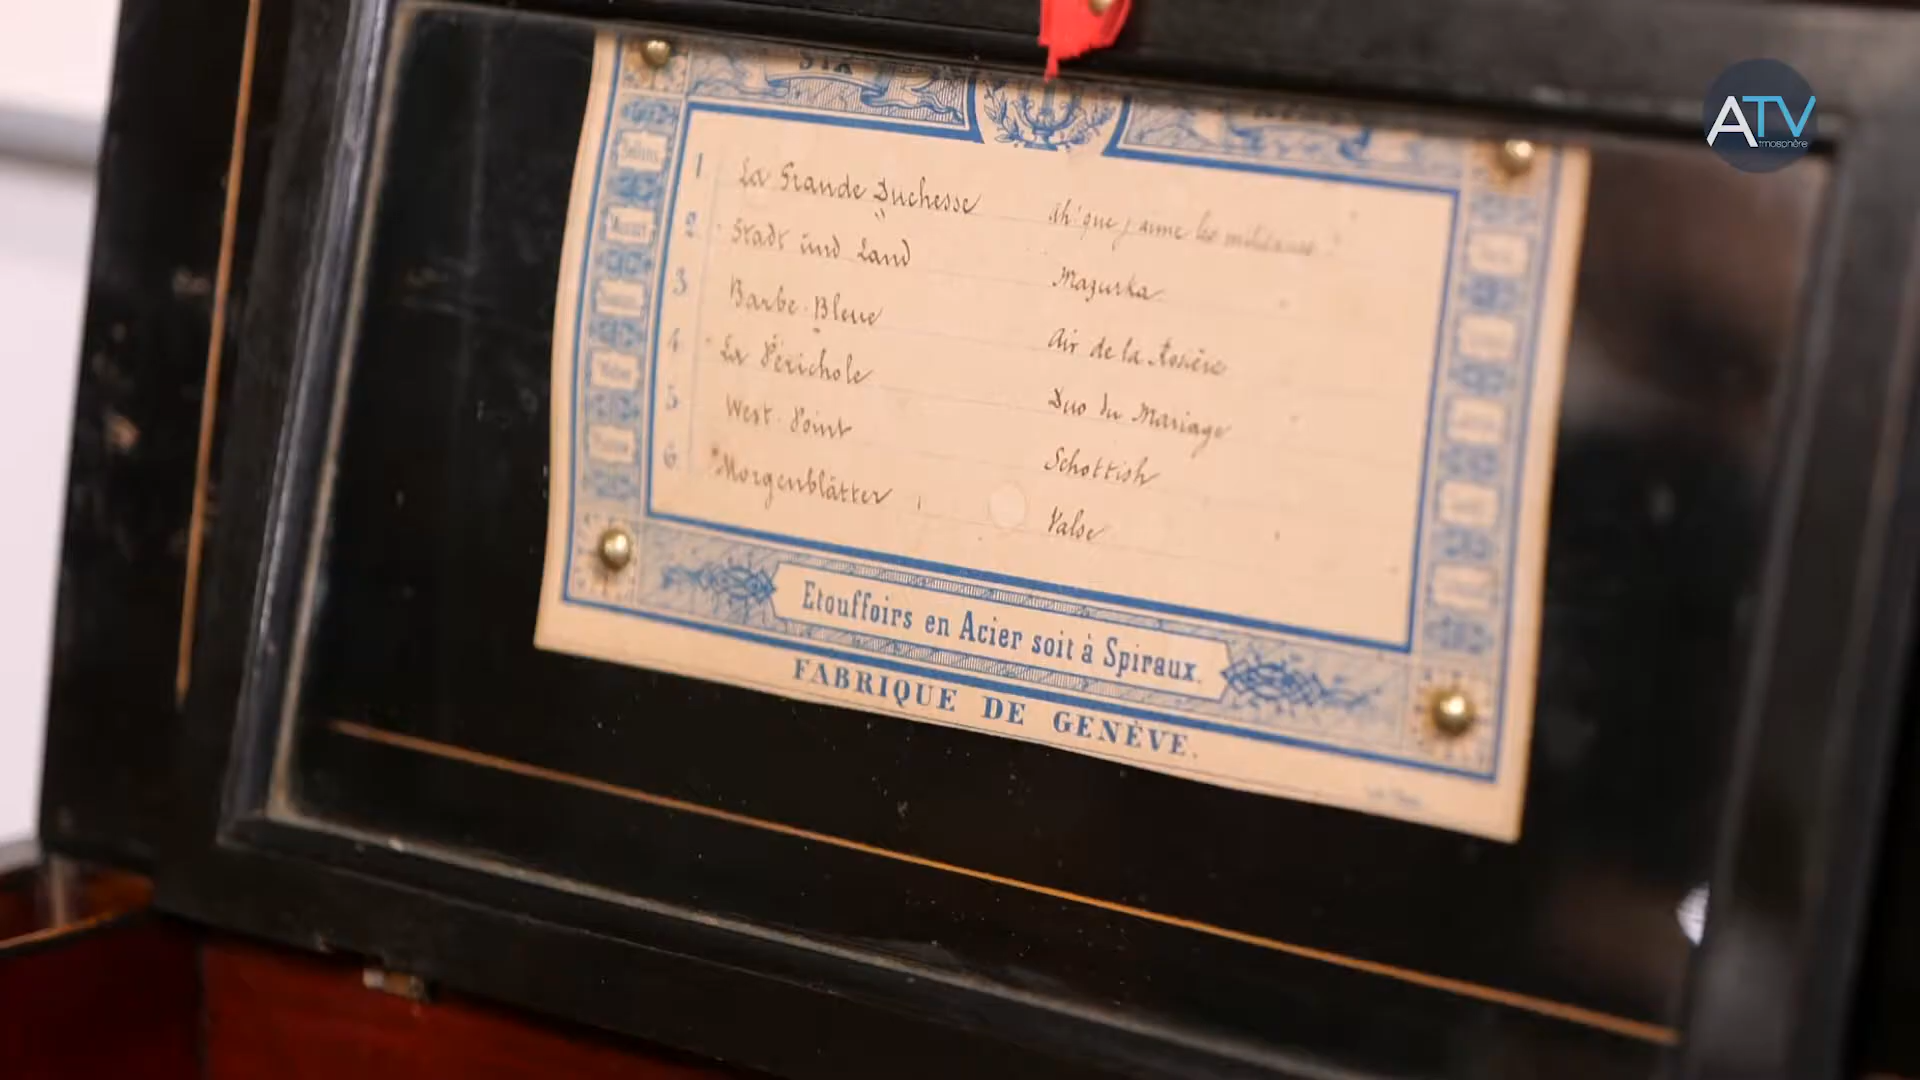 ATV
tmosphère
SIX
1 La Grande Duchesse Ah! que j'aime les militaires
2 Stadt und Land Mazurka
3 Barbe-Bleue Air de la Rosière
4 La Périchole Duo du Mariage
5 West-Point Schottish
6 Morgenblätter Valse
Etouffoirs en Acier soit à Spiraux.
FABRIQUE DE GENÈVE.